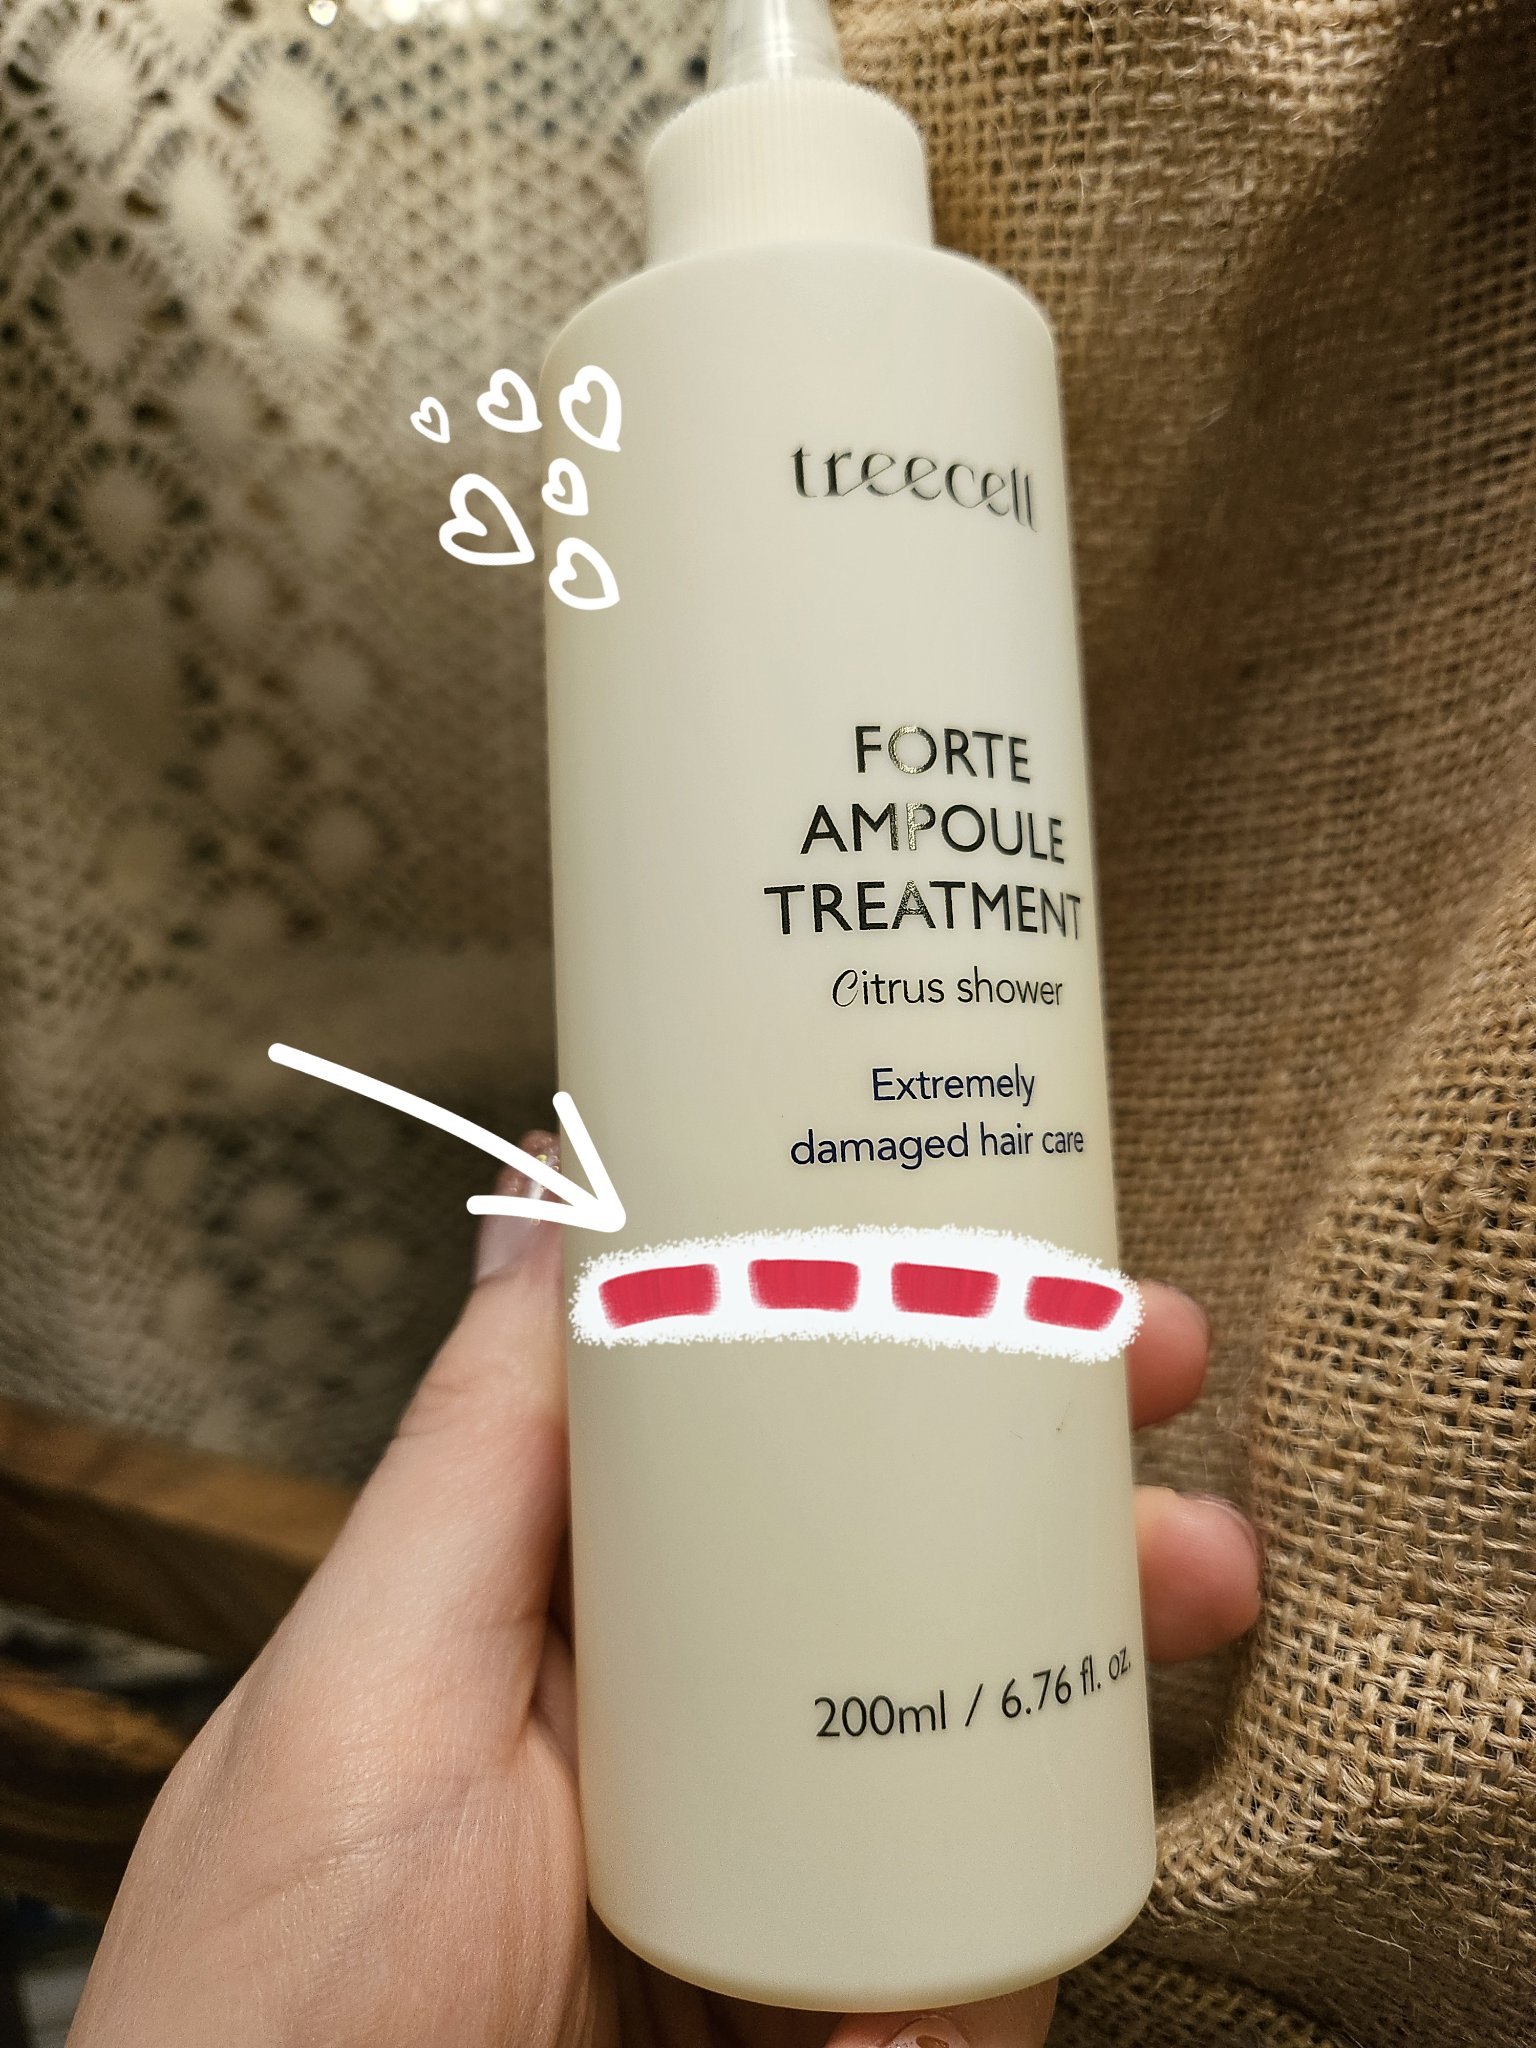 treecell
FORTE
AMPOULE
TREATMENT
Citrus shower
Extremely
damaged hair care
200ml / 6.76 fl. oz.